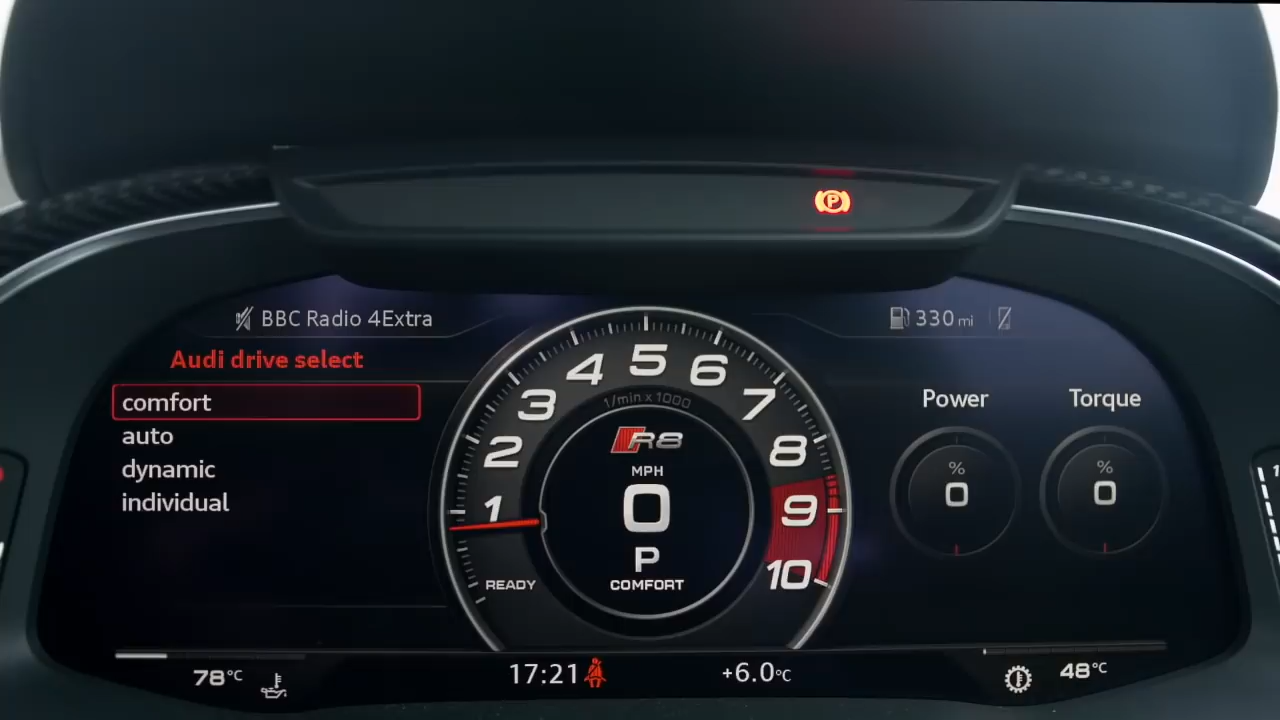 P
BBC Radio 4Extra
330 mi
Audi drive select
comfort
auto
dynamic
individual
1 2 3 4 5 6 7 8 9 10
1/min x 1000
R8
MPH
0
P
COMFORT
READY
Power
% 0
Torque
% 0
78°C
17:21
+6.0°C
48°C